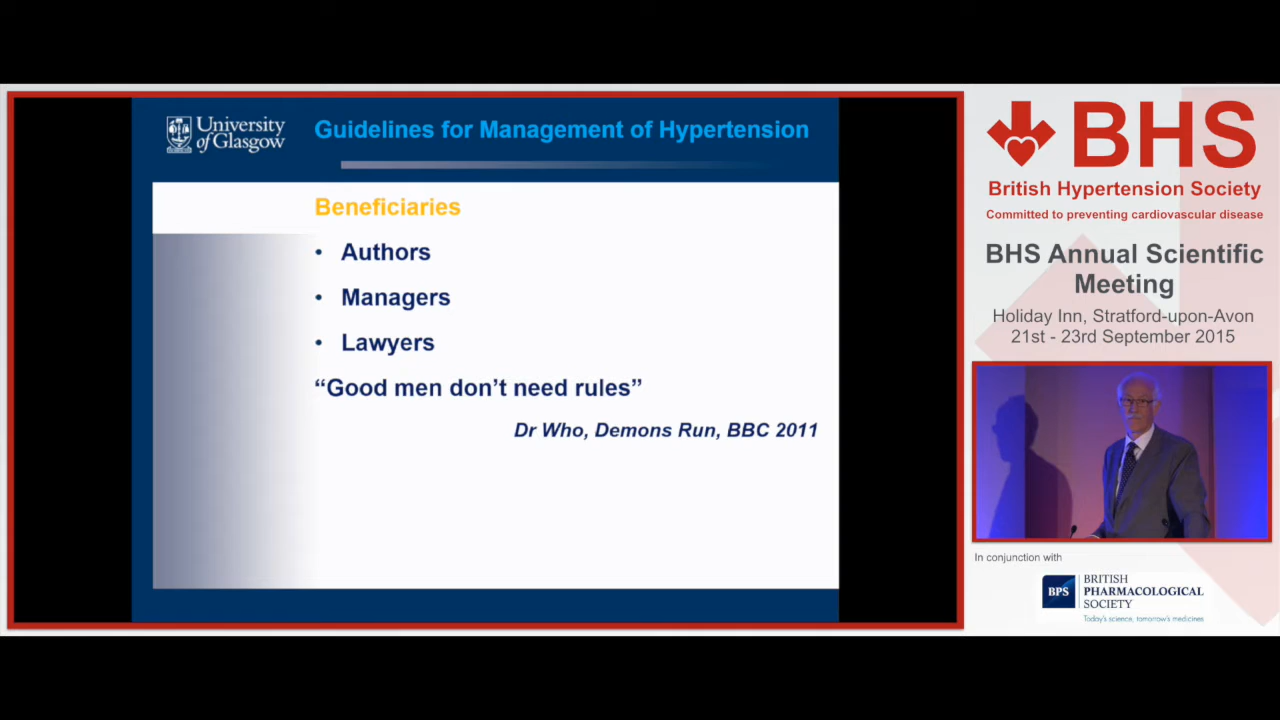 University
of Glasgow
Guidelines for Management of Hypertension
Beneficiaries
• Authors
• Managers
• Lawyers
“Good men don’t need rules”
Dr Who, Demons Run, BBC 2011
BHS
British Hypertension Society
Committed to preventing cardiovascular disease
BHS Annual Scientific
Meeting
Holiday Inn, Stratford-upon-Avon
21st - 23rd September 2015
In conjunction with
BPS
BRITISH
PHARMACOLOGICAL
SOCIETY
Today's science, tomorrow's medicines